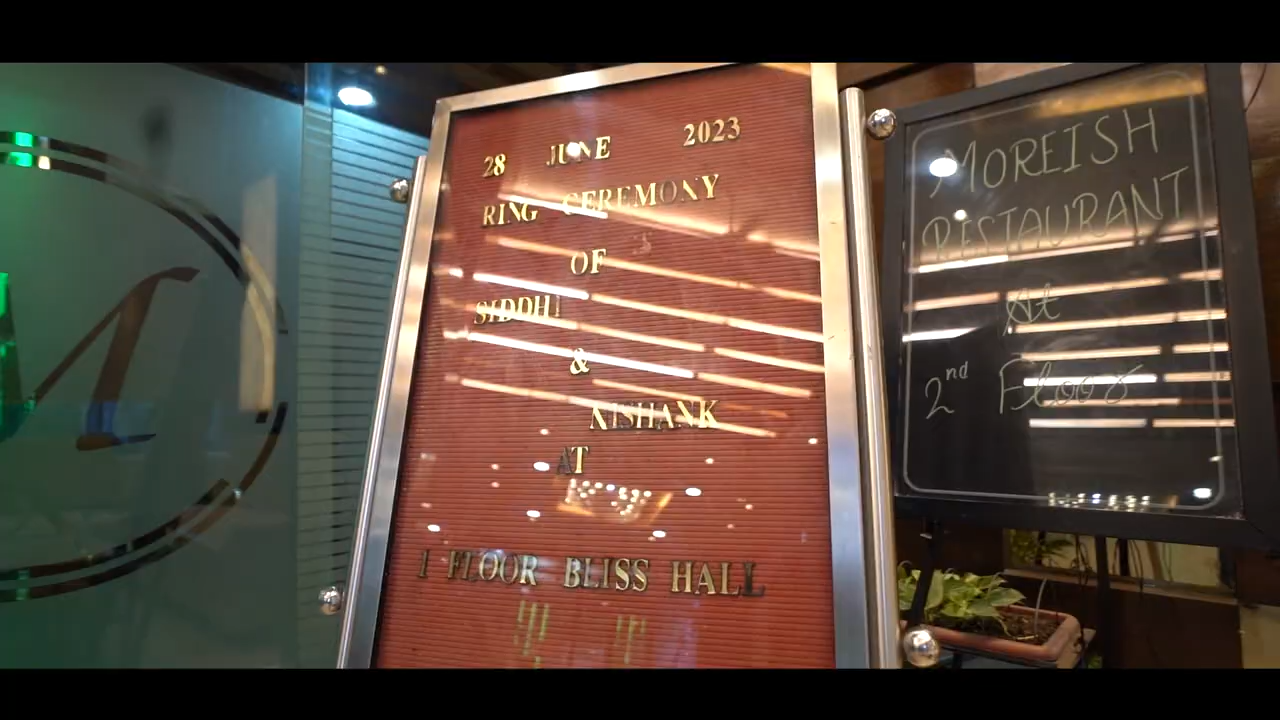 28 JUNE 2023
RING CEREMONY
OF
SIDDHI
&
NISHANK
AT
1 FLOOR BLISS HALL
MOREISH
RESTAURANT
At
2nd Floor